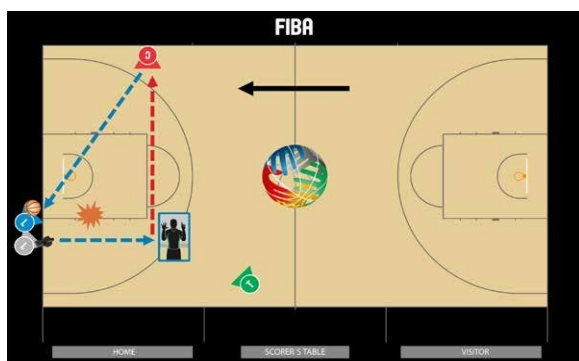 FIBA
C
L
L
T
HOME
SCORER'S TABLE
VISITOR